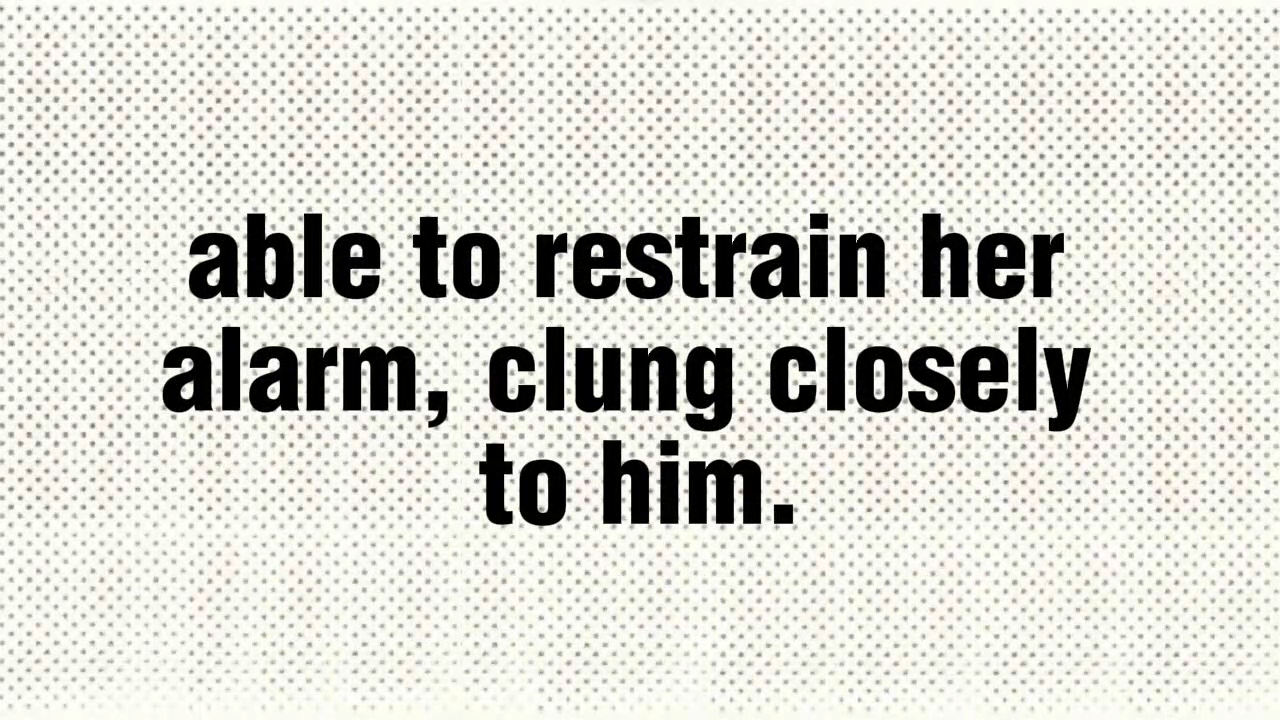 able to restrain her
alarm, clung closely
to him.